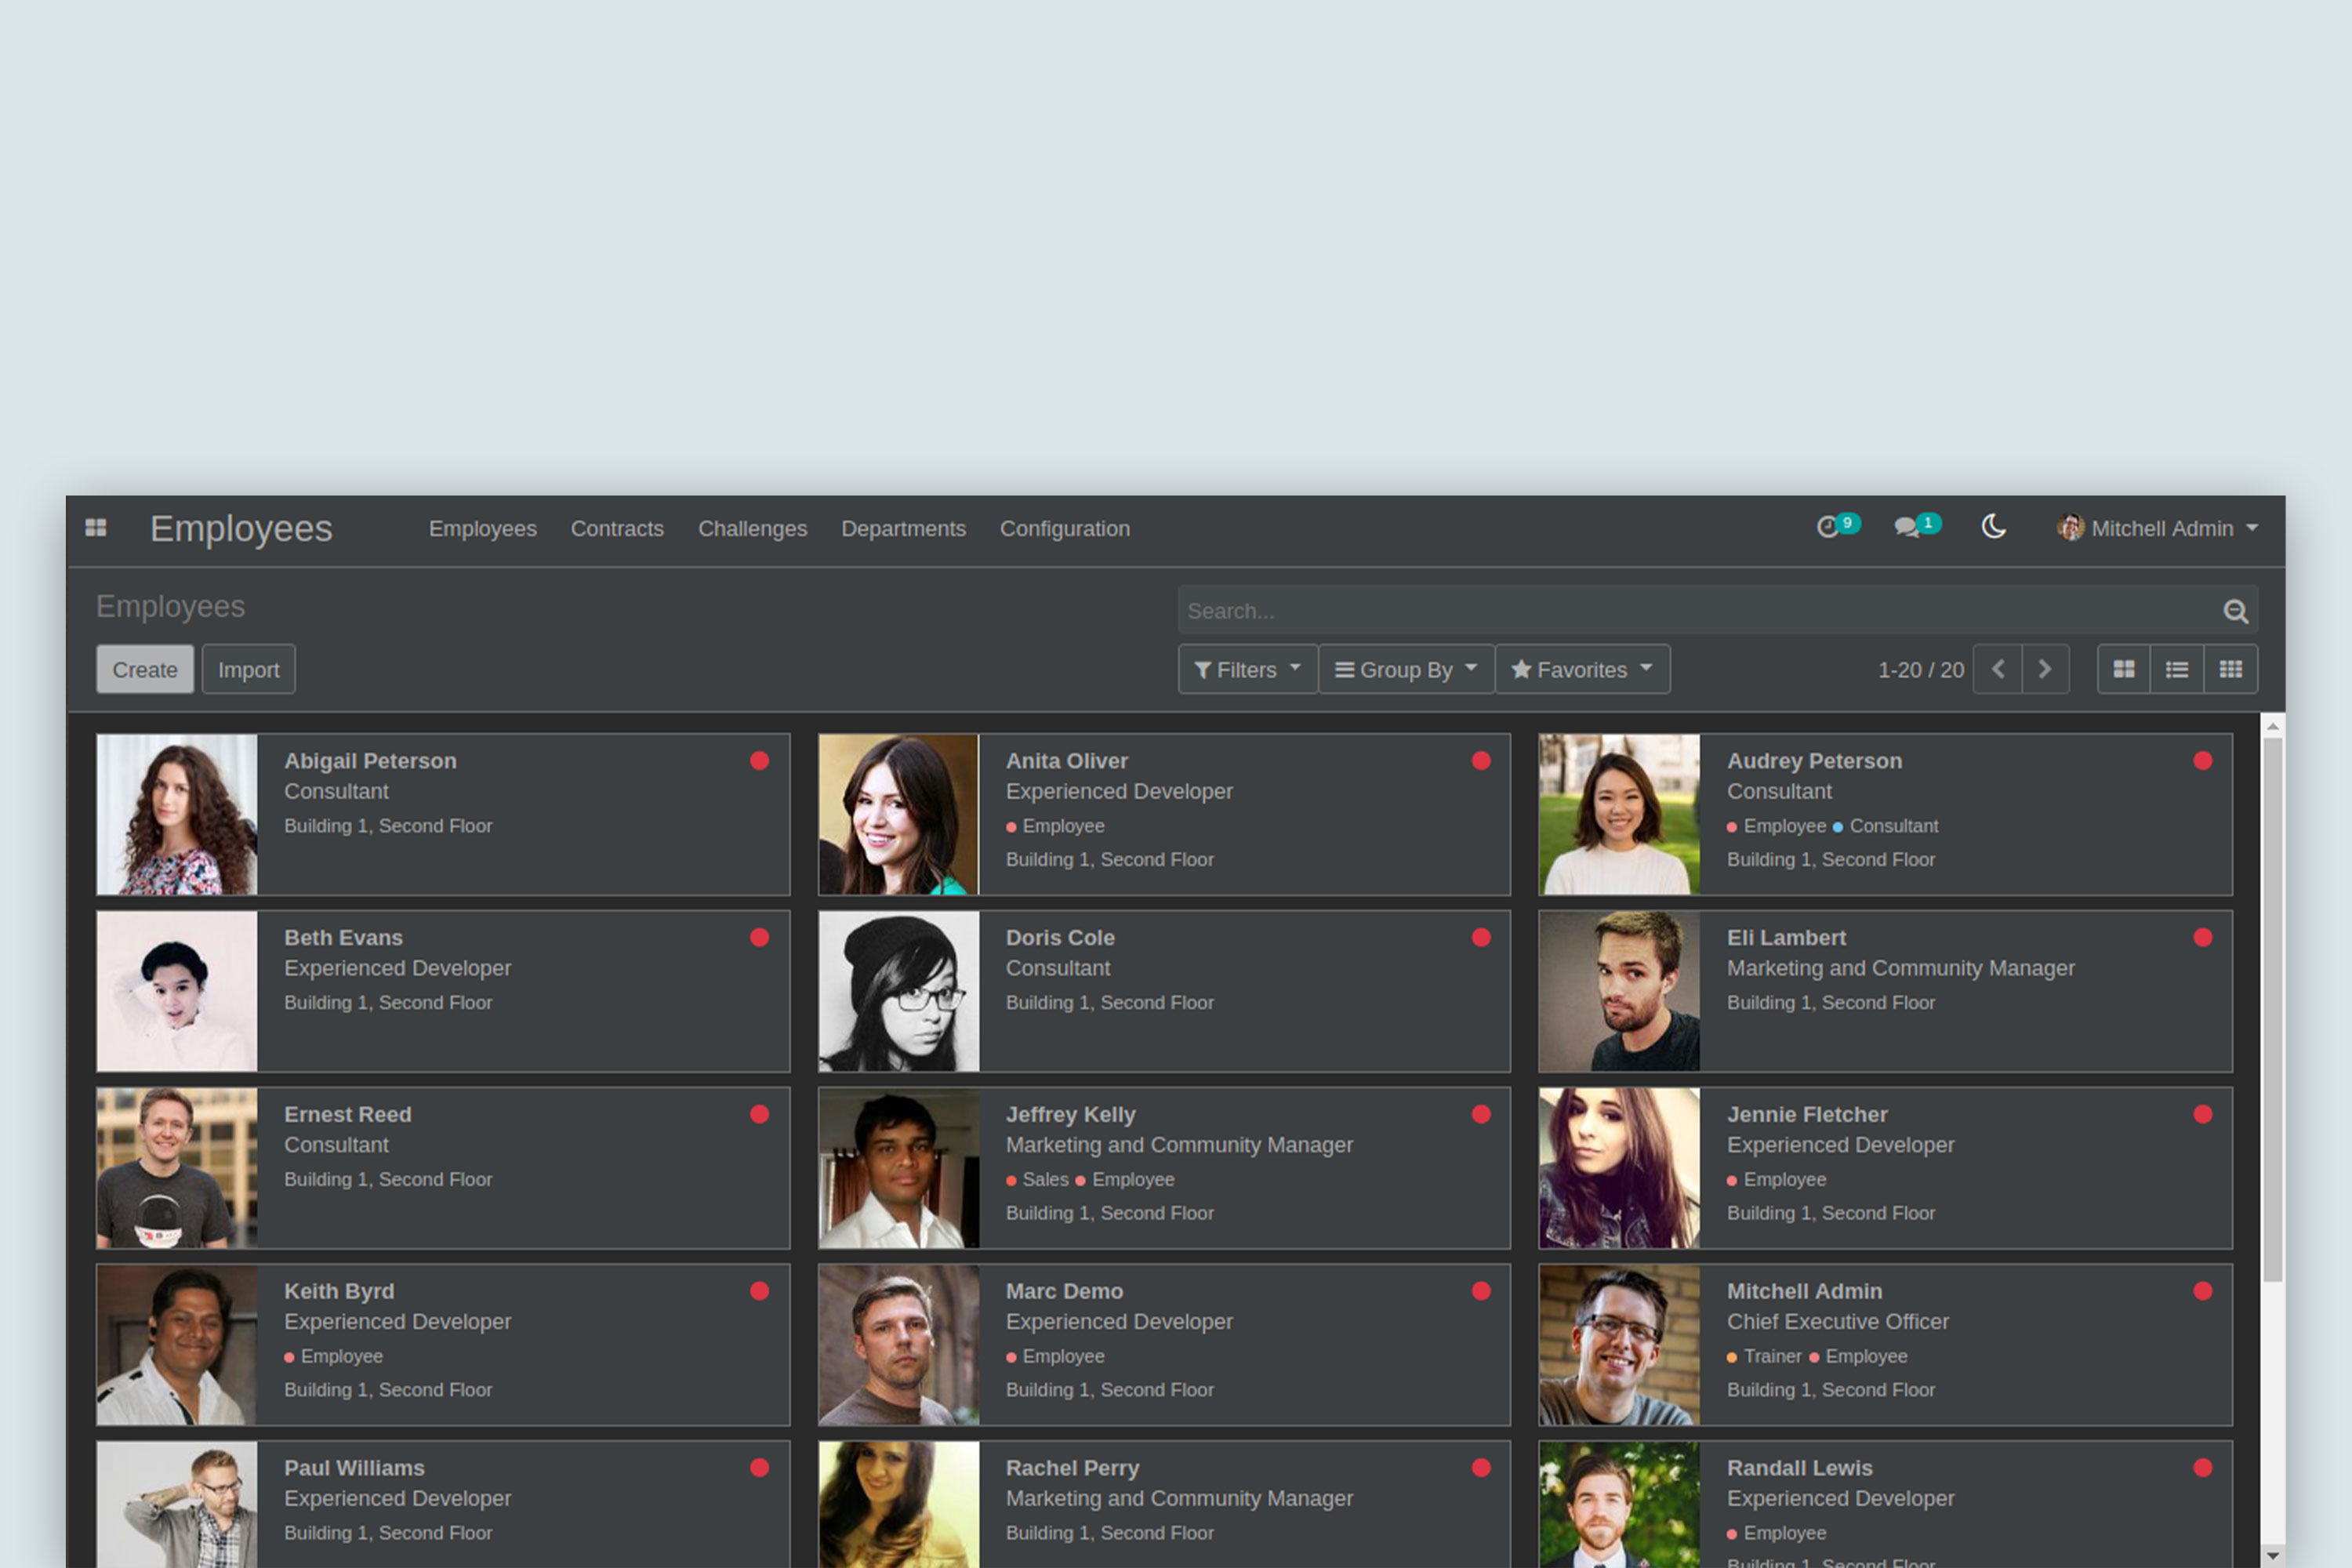 Employees Employees Contracts Challenges Departments Configuration 9 1 Mitchell Admin
Employees Search...
Create Import Filters Group By Favorites 1-20 / 20
Abigail Peterson
Consultant
Building 1, Second Floor
Anita Oliver
Experienced Developer
Employee
Building 1, Second Floor
Audrey Peterson
Consultant
Employee Consultant
Building 1, Second Floor
Beth Evans
Experienced Developer
Building 1, Second Floor
Doris Cole
Consultant
Building 1, Second Floor
Eli Lambert
Marketing and Community Manager
Building 1, Second Floor
Ernest Reed
Consultant
Building 1, Second Floor
Jeffrey Kelly
Marketing and Community Manager
Sales Employee
Building 1, Second Floor
Jennie Fletcher
Experienced Developer
Employee
Building 1, Second Floor
Keith Byrd
Experienced Developer
Employee
Building 1, Second Floor
Marc Demo
Experienced Developer
Employee
Building 1, Second Floor
Mitchell Admin
Chief Executive Officer
Trainer Employee
Building 1, Second Floor
Paul Williams
Experienced Developer
Building 1, Second Floor
Rachel Perry
Marketing and Community Manager
Building 1, Second Floor
Randall Lewis
Experienced Developer
Employee
Building 1, Second Floor